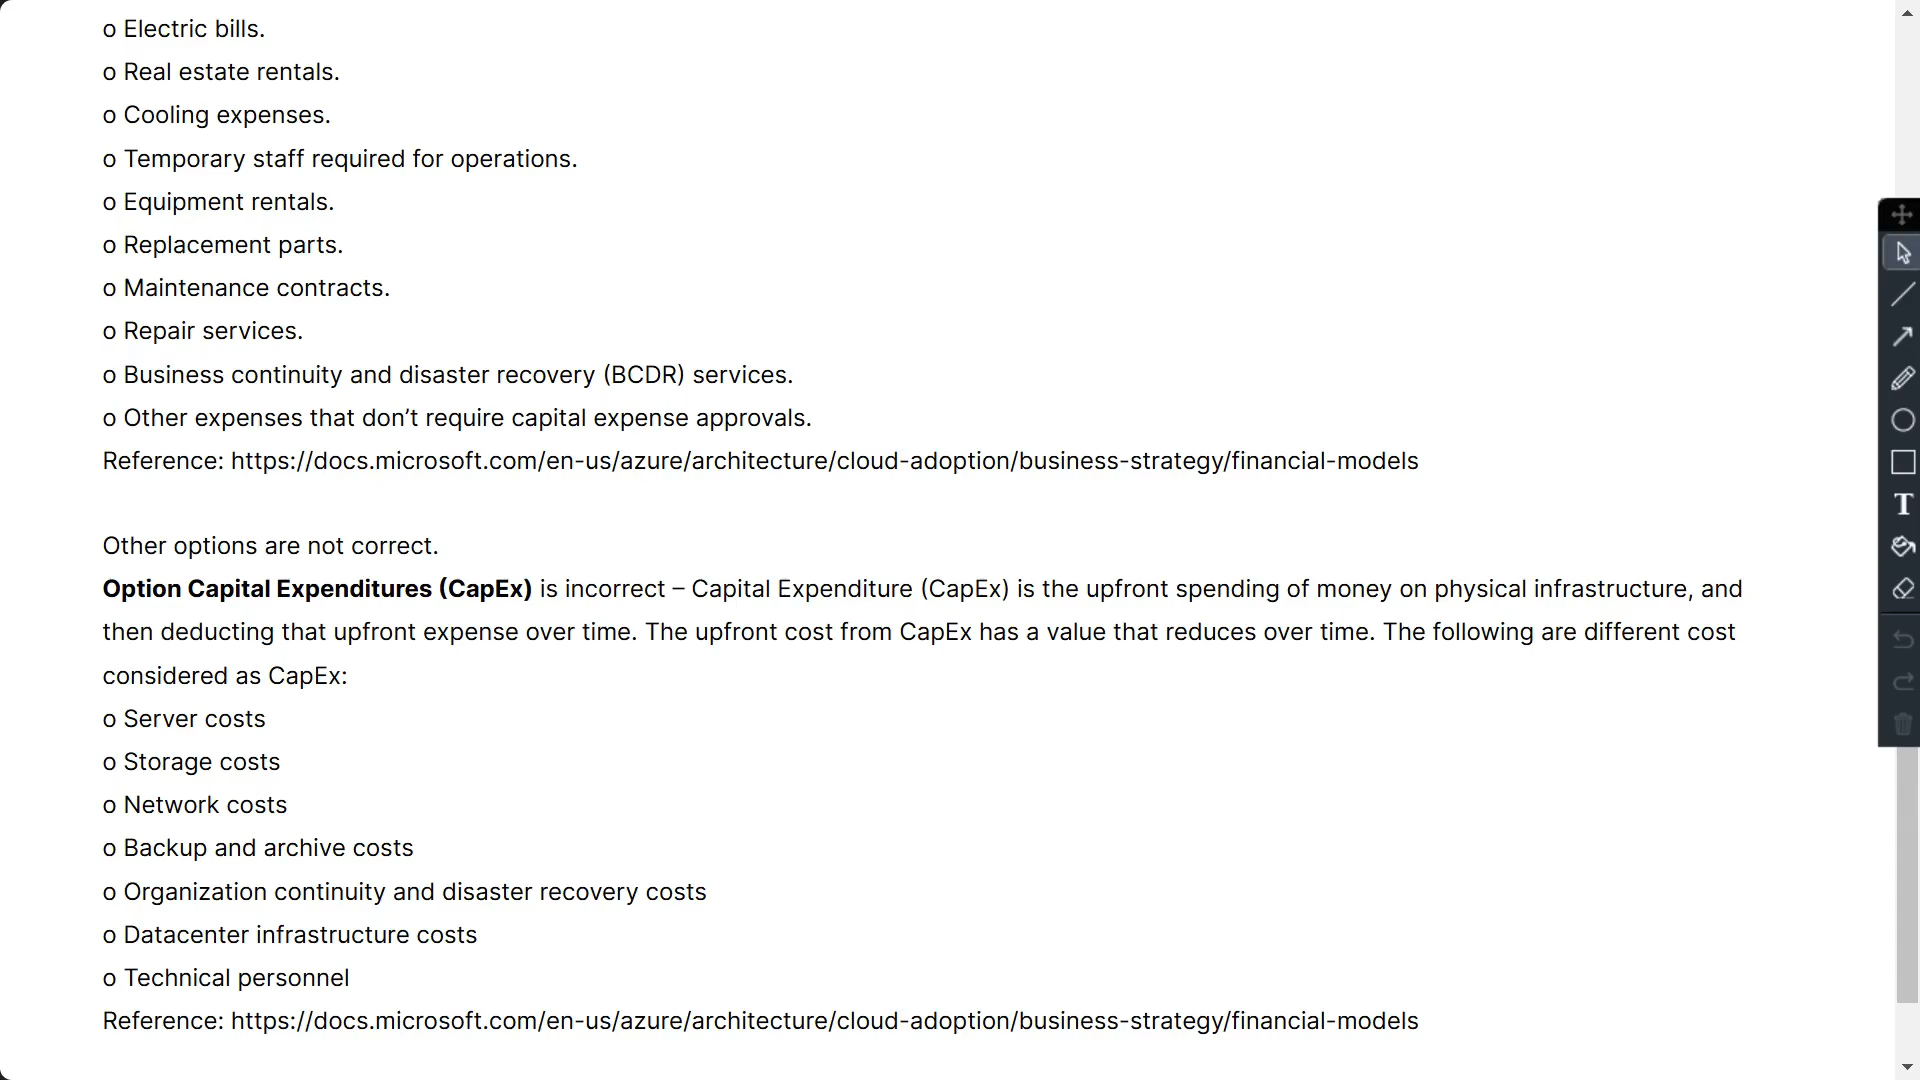 o Electric bills.
o Real estate rentals.
o Cooling expenses.
o Temporary staff required for operations.
o Equipment rentals.
o Replacement parts.
o Maintenance contracts.
o Repair services.
o Business continuity and disaster recovery (BCDR) services.
o Other expenses that don’t require capital expense approvals.
Reference: https://docs.microsoft.com/en-us/azure/architecture/cloud-adoption/business-strategy/financial-models
Other options are not correct.
Option Capital Expenditures (CapEx) is incorrect – Capital Expenditure (CapEx) is the upfront spending of money on physical infrastructure, and
then deducting that upfront expense over time. The upfront cost from CapEx has a value that reduces over time. The following are different cost
considered as CapEx:
o Server costs
o Storage costs
o Network costs
o Backup and archive costs
o Organization continuity and disaster recovery costs
o Datacenter infrastructure costs
o Technical personnel
Reference: https://docs.microsoft.com/en-us/azure/architecture/cloud-adoption/business-strategy/financial-models
T